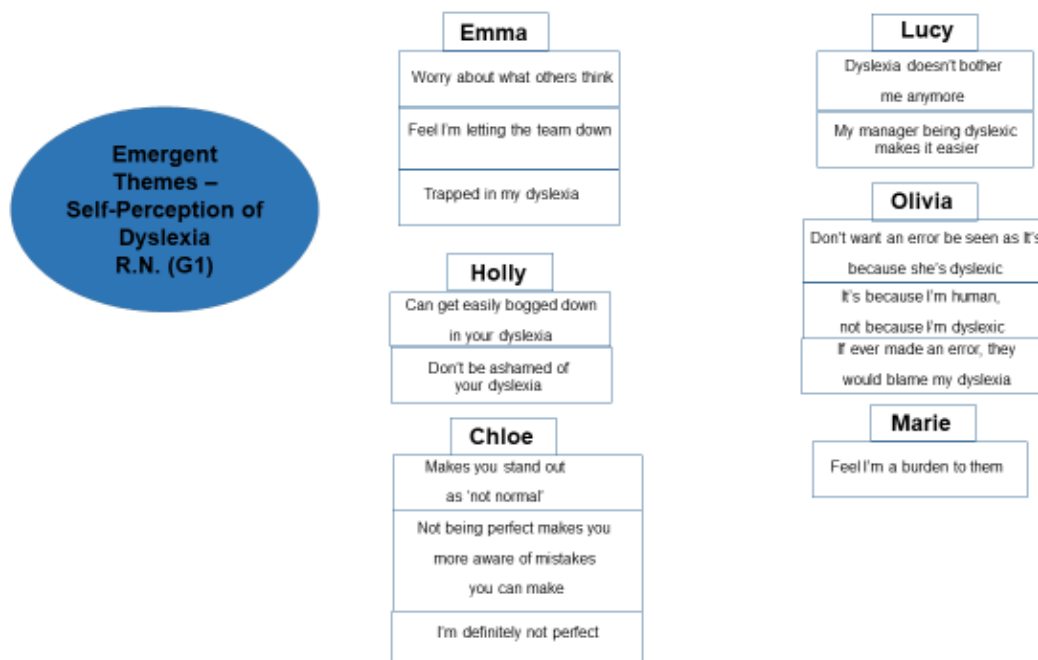 Emergent
Themes –
Self-Perception of
Dyslexia
R.N. (G1)
Emma
Worry about what others think
Feel I'm letting the team down
Trapped in my dyslexia
Holly
Can get easily bogged down
in your dyslexia
Don't be ashamed of
your dyslexia
Chloe
Makes you stand out
as 'not normal'
Not being perfect makes you
more aware of mistakes
you can make
I'm definitely not perfect
Lucy
Dyslexia doesn't bother
me anymore
My manager being dyslexic
makes it easier
Olivia
Don't want an error be seen as It's
because she's dyslexic
It's because I'm human,
not because I'm dyslexic
If ever made an error, they
would blame my dyslexia
Marie
Feel I'm a burden to them